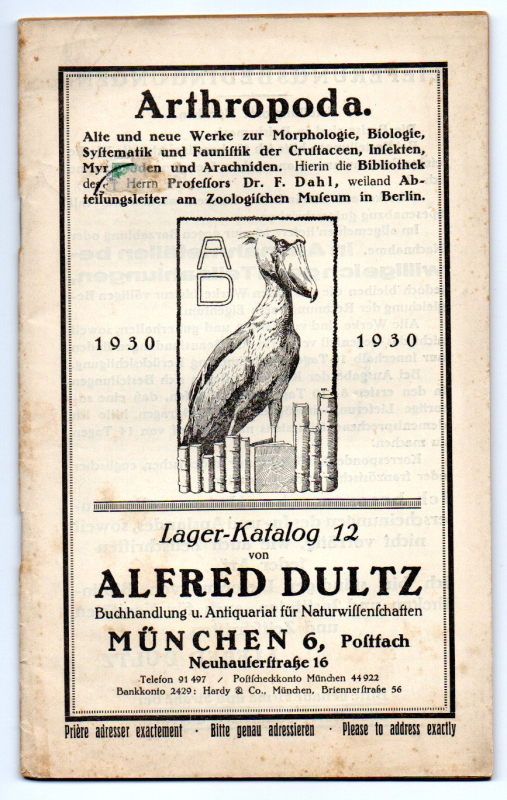 Arthropoda.
Alte und neue Werke zur Morphologie, Biologie,
Syſtematik und Fauniſtik der Cruſtaceen, Inſekten,
und Arachniden. Hierin die Bibliothek
des Herrn Profeſſors Dr. F. Dahl, weiland Ab-
teilungsleiter am Zoologiſchen Muſeum in Berlin.
A
D
1930 1930
Lager-Katalog 12
von
ALFRED DULTZ
Buchhandlung u. Antiquariat für Naturwiſſenſchaften
MÜNCHEN 6, Poſtfach
Neuhauſerſtraße 16
Telefon 91 497 / Poſtſcheckkonto München 44 922
Bankkonto 2429: Hardy & Co., München, Briennerſtraße 56
Prière adresser exactement · Bitte genau adressieren · Please to address exactly